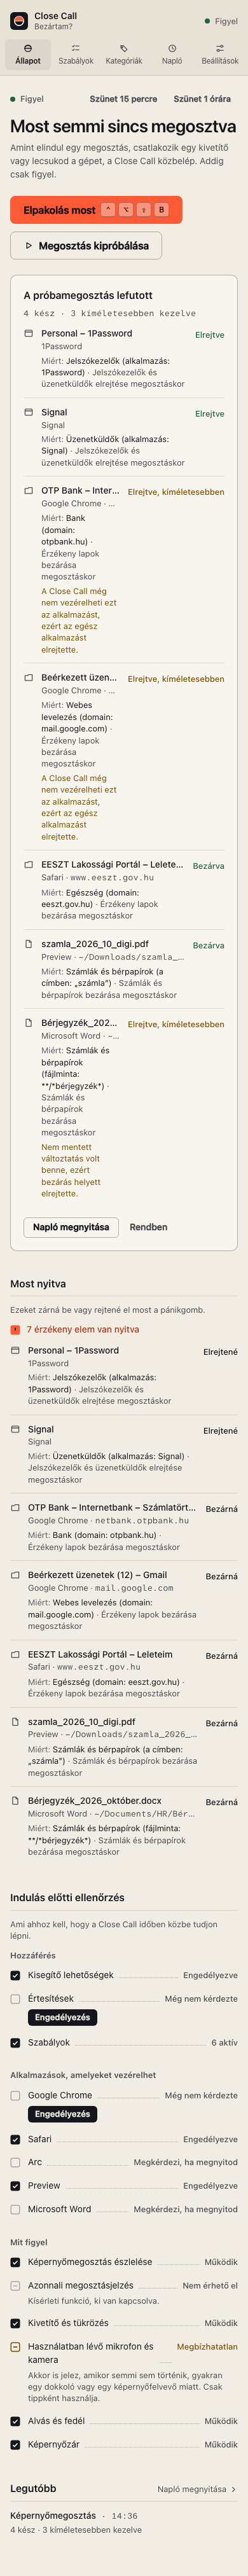 Close Call
Bezártam?
Figyel
Állapot
Szabályok
Kategóriák
Napló
Beállítások
Figyel
Szünet 15 percre
Szünet 1 órára
Most semmi sincs megosztva
Amint elindul egy megosztás, csatlakozik egy kivetítő
vagy lecsukod a gépet, a Close Call közbelép. Addig
csak figyel.
Elpakolás most ⌃ ⌥ ⇧ B
Megosztás kipróbálása
A próbamegosztás lefutott
4 kész · 3 kíméletesebben kezelve
Personal – 1Password
Elrejtve
1Password
Miért: Jelszókezelők (alkalmazás:
1Password) · Jelszókezelők és
üzenetküldők elrejtése megosztáskor
Signal
Elrejtve
Signal
Miért: Üzenetküldők (alkalmazás:
Signal) · Jelszókezelők és
üzenetküldők elrejtése megosztáskor
OTP Bank – Inter…
Elrejtve, kíméletesebben
Google Chrome · …
Miért: Bank
(domain:
otpbank.hu) ·
Érzékeny lapok
bezárása
megosztáskor
A Close Call még
nem vezérelheti ezt
az alkalmazást,
ezért az egész
alkalmazást
elrejtette.
Beérkezett üzen…
Elrejtve, kíméletesebben
Google Chrome · …
Miért: Webes
levelezés (domain:
mail.google.com) ·
Érzékeny lapok
bezárása
megosztáskor
A Close Call még
nem vezérelheti ezt
az alkalmazást,
ezért az egész
alkalmazást
elrejtette.
EESZT Lakossági Portál – Lelete…
Bezárva
Safari · www.eeszt.gov.hu
Miért: Egészség (domain:
eeszt.gov.hu) · Érzékeny lapok
bezárása megosztáskor
szamla_2026_10_digi.pdf
Bezárva
Preview · ~/Downloads/szamla_…
Miért: Számlák és bérpapírok (a
címben: „szamla”) · Számlák és
bérpapírok bezárása megosztáskor
Bérjegyzék_202…
Elrejtve, kíméletesebben
Microsoft Word · ~…
Miért: Számlák és
bérpapírok
(fájlminta:
**/*bérjegyzék*) ·
Számlák és
bérpapírok
bezárása
megosztáskor
Nem mentett
változtatás volt
benne, ezért
bezárás helyett
elrejtette.
Napló megnyitása
Rendben
Most nyitva
Ezeket zárná be vagy rejtené el most a pánikgomb.
7 érzékeny elem van nyitva
Personal – 1Password
Elrejtené
1Password
Miért: Jelszókezelők (alkalmazás:
1Password) · Jelszókezelők és
üzenetküldők elrejtése megosztáskor
Signal
Elrejtené
Signal
Miért: Üzenetküldők (alkalmazás: Signal) ·
Jelszókezelők és üzenetküldők elrejtése
megosztáskor
OTP Bank – Internetbank – Számlatört…
Bezárná
Google Chrome · netbank.otpbank.hu
Miért: Bank (domain: otpbank.hu) ·
Érzékeny lapok bezárása megosztáskor
Beérkezett üzenetek (12) – Gmail
Bezárná
Google Chrome · mail.google.com
Miért: Webes levelezés (domain:
mail.google.com) · Érzékeny lapok bezárása
megosztáskor
EESZT Lakossági Portál – Leleteim
Bezárná
Safari · www.eeszt.gov.hu
Miért: Egészség (domain: eeszt.gov.hu) ·
Érzékeny lapok bezárása megosztáskor
szamla_2026_10_digi.pdf
Bezárná
Preview · ~/Downloads/szamla_2026_…
Miért: Számlák és bérpapírok (a címben:
„szamla”) · Számlák és bérpapírok bezárása
megosztáskor
Bérjegyzék_2026_október.docx
Bezárná
Microsoft Word · ~/Documents/HR/Bér…
Miért: Számlák és bérpapírok (fájlminta:
**/*bérjegyzék*) · Számlák és bérpapírok
bezárása megosztáskor
Indulás előtti ellenőrzés
Ami ahhoz kell, hogy a Close Call időben közbe tudjon
lépni.
Hozzáférés
Kisegítő lehetőségek
Engedélyezve
Értesítések
Még nem kérdezte
Engedélyezés
Szabályok
6 aktív
Alkalmazások, amelyeket vezérelhet
Google Chrome
Még nem kérdezte
Engedélyezés
Safari
Engedélyezve
Arc
Megkérdezi, ha megnyitod
Preview
Engedélyezve
Microsoft Word
Megkérdezi, ha megnyitod
Mit figyel
Képernyőmegosztás észlelése
Működik
Azonnali megosztásjelzés
Nem érhető el
Kísérleti funkció, ki van kapcsolva.
Kivetítő és tükrözés
Működik
Használatban lévő mikrofon és
kamera
Megbízhatatlan
Akkor is jelez, amikor semmi sem történik, gyakran
egy dokkoló vagy egy képernyőfelvevő miatt. Csak
tippként használja.
Alvás és fedél
Működik
Képernyőzár
Működik
Legutóbb
Napló megnyitása
Képernyőmegosztás · 14:36
4 kész · 3 kíméletesebben kezelve